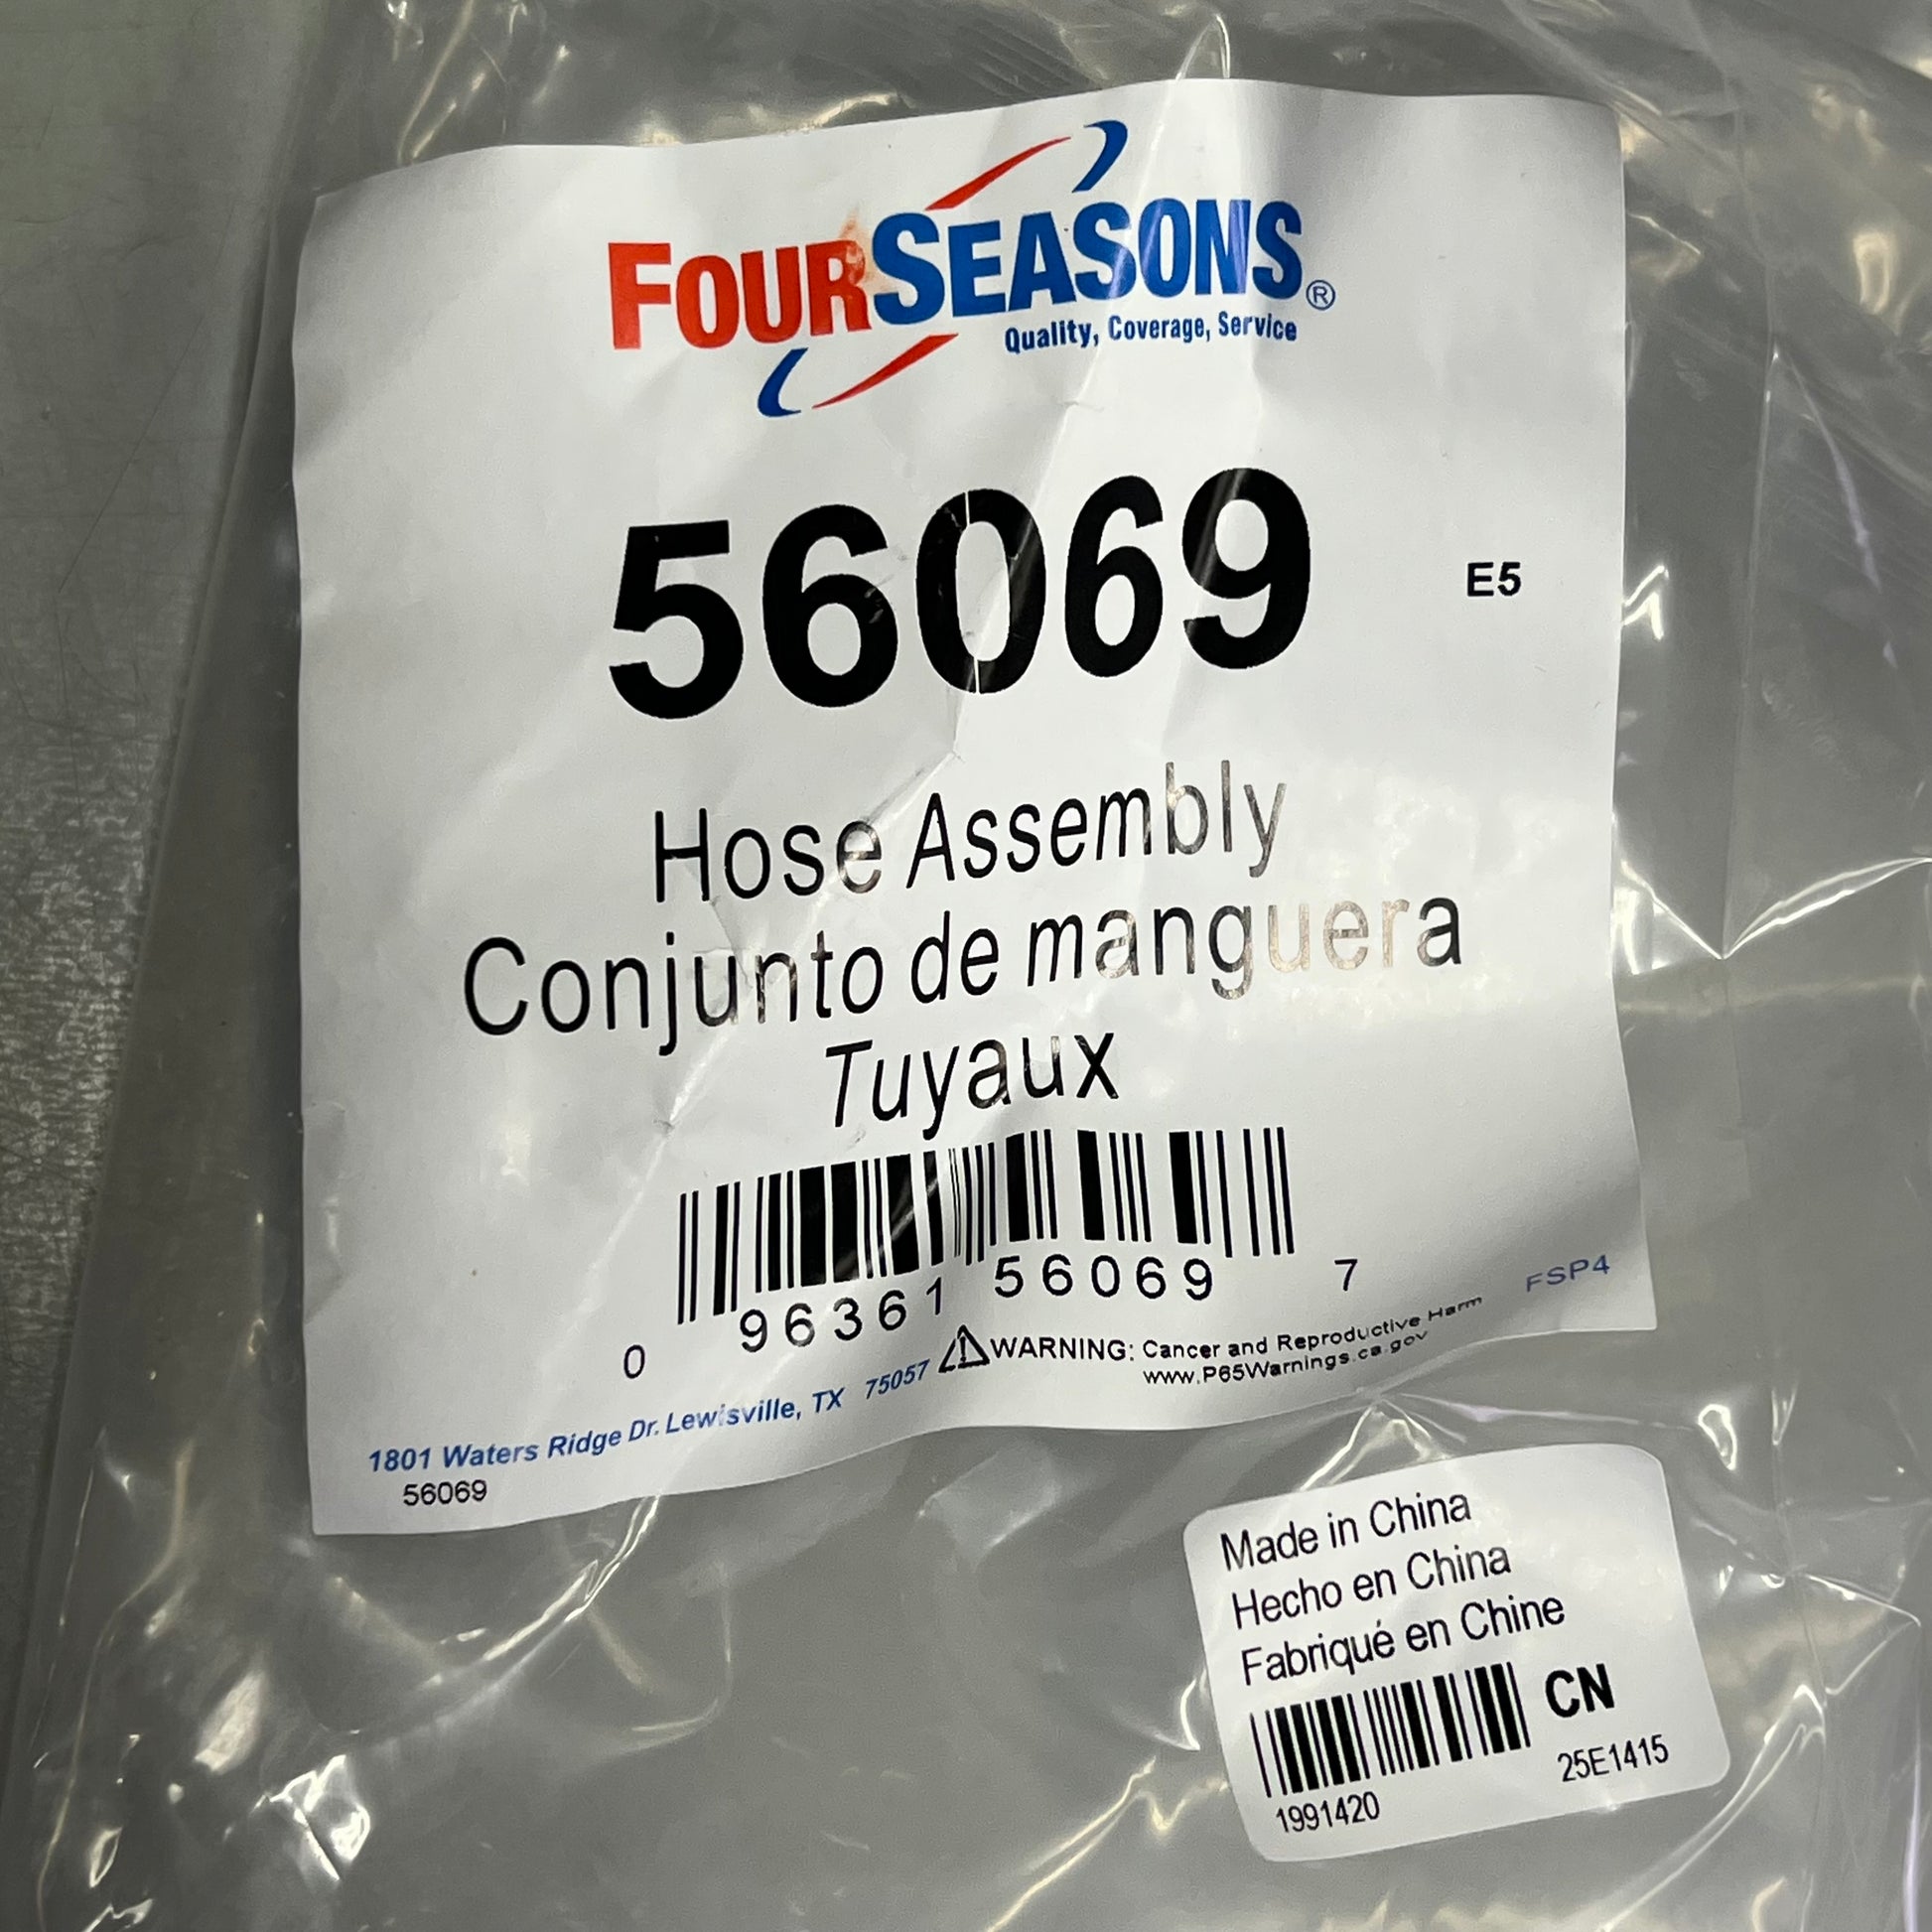 FOURSEASONS®
Quality, Coverage, Service
56069
E5
Hose Assembly
Conjunto de manguera
Tuyaux
0 96361 56069 7
FSP4
WARNING: Cancer and Reproductive Harm
www.P65Warnings.ca.gov
1801 Waters Ridge Dr. Lewisville, TX 75057
56069
Made in China
Hecho en China
Fabriqué en Chine
CN
1991420
25E1415